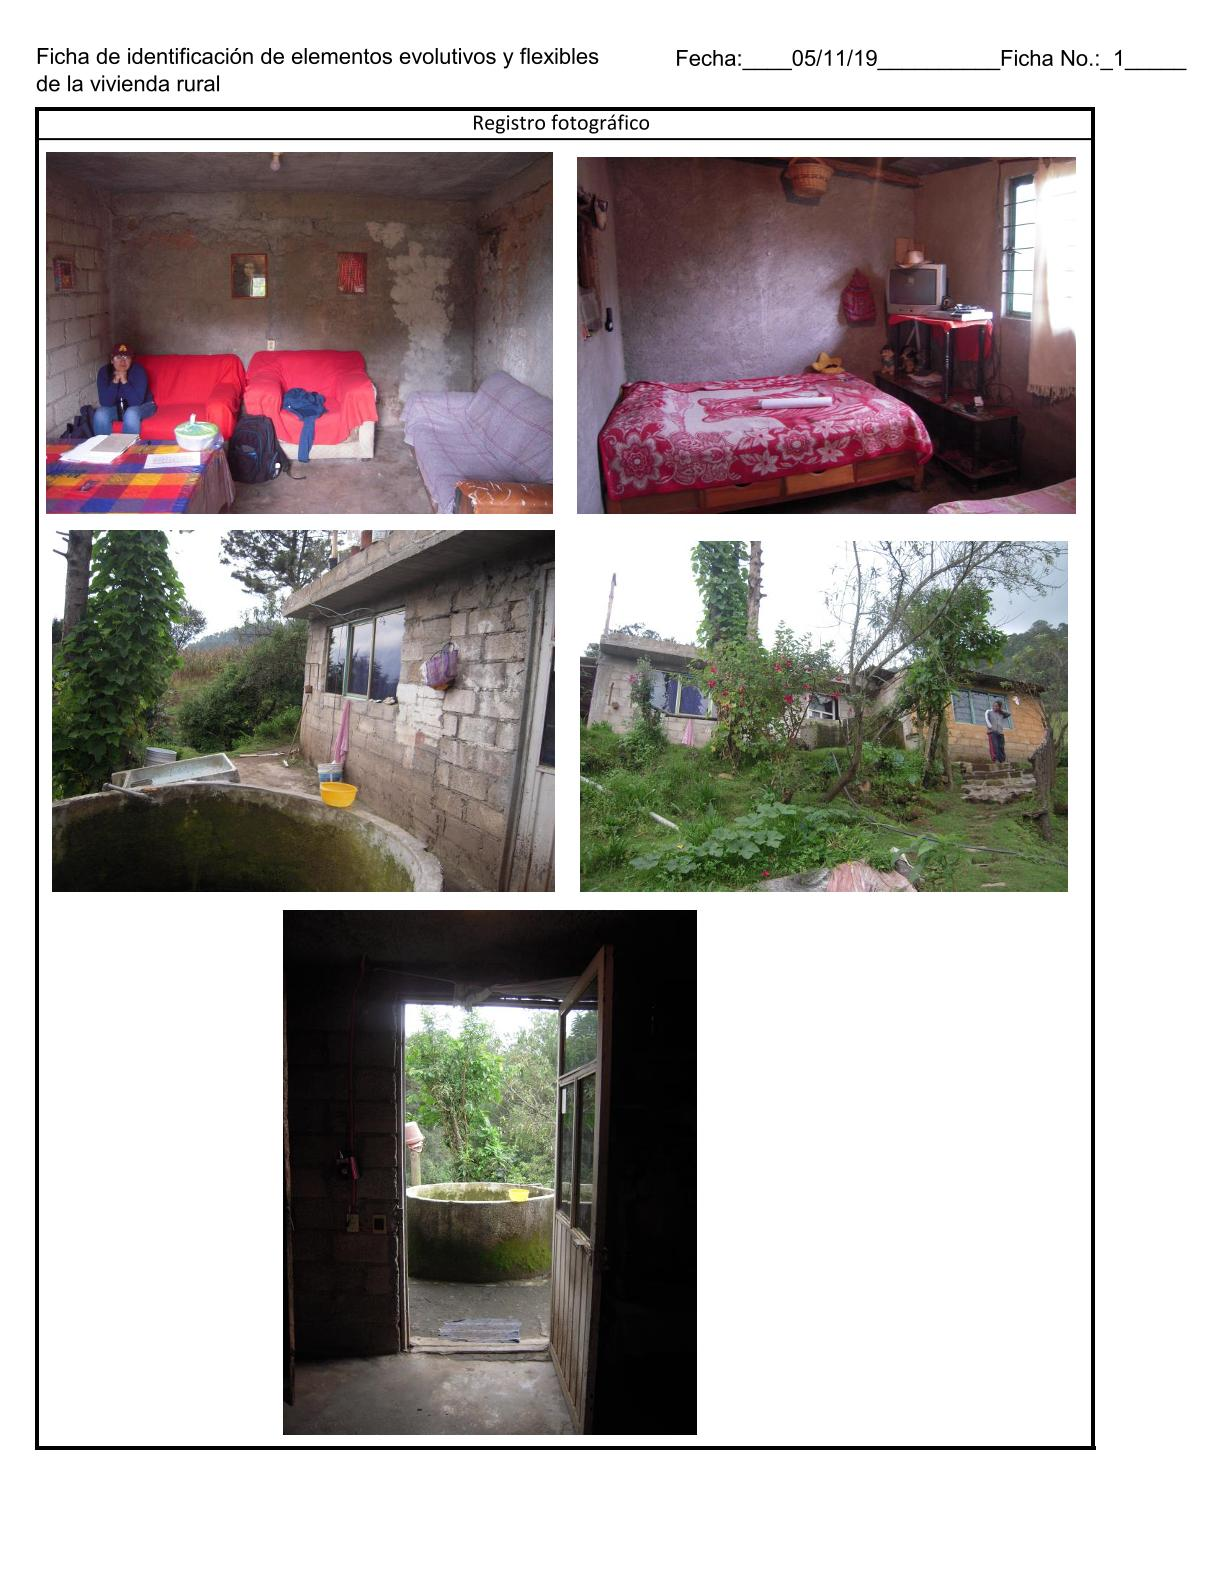 Ficha de identificación de elementos evolutivos y flexibles
de la vivienda rural
Fecha:____05/11/19__________Ficha No.:_1_____
Registro fotográfico